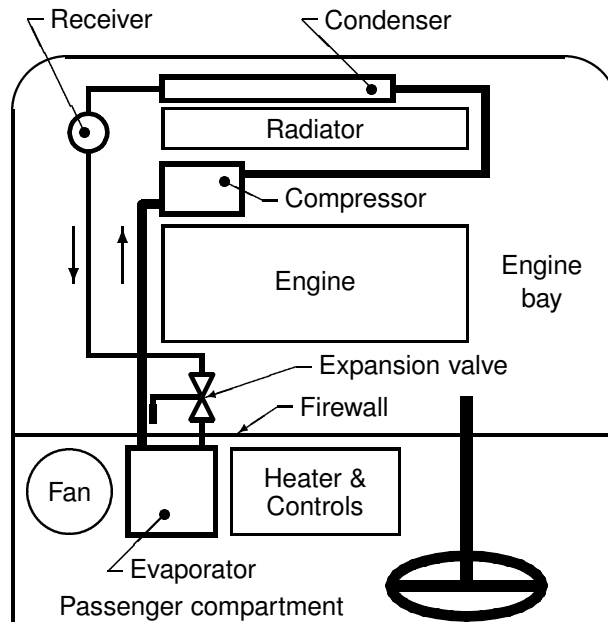 Receiver
Condenser
Radiator
Compressor
Engine
Engine
bay
Expansion valve
Firewall
Fan
Heater &
Controls
Evaporator
Passenger compartment